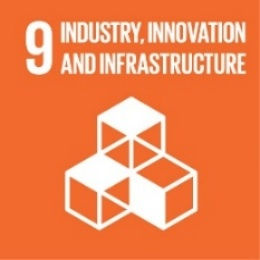 9 INDUSTRY, INNOVATION
AND INFRASTRUCTURE